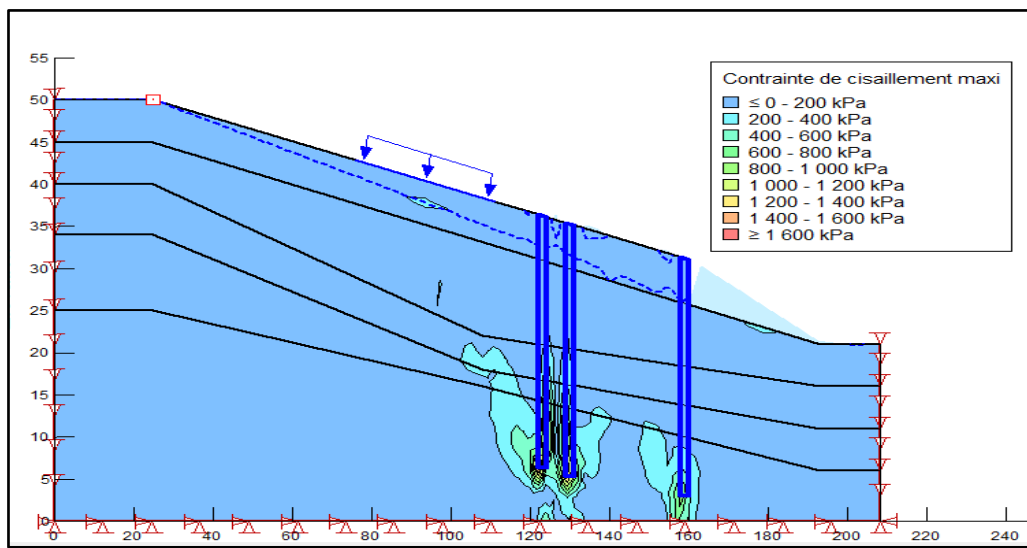 55
50
45
40
35
30
25
20
15
10
5
0
0 20 40 60 80 100 120 140 160 180 200 220 240
Contrainte de cisaillement maxi
≤ 0 - 200 kPa
200 - 400 kPa
400 - 600 kPa
600 - 800 kPa
800 - 1 000 kPa
1 000 - 1 200 kPa
1 200 - 1 400 kPa
1 400 - 1 600 kPa
≥ 1 600 kPa